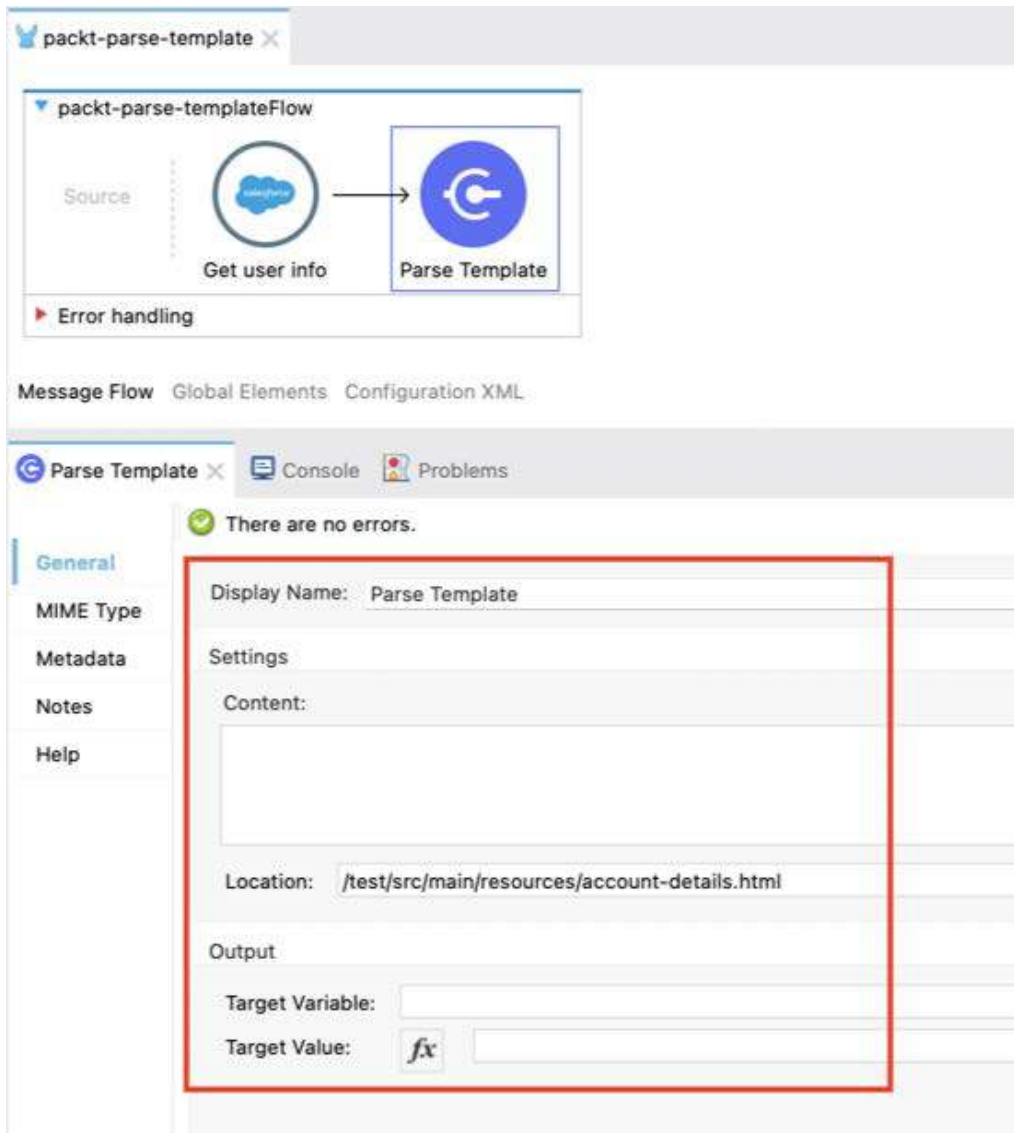 packt-parse-template
packt-parse-templateFlow
Source
salesforce
Get user info
Parse Template
Error handling
Message Flow Global Elements Configuration XML
Parse Template Console Problems
There are no errors.
General
MIME Type
Metadata
Notes
Help
Display Name: Parse Template
Settings
Content:
Location: /test/src/main/resources/account-details.html
Output
Target Variable:
Target Value: fx